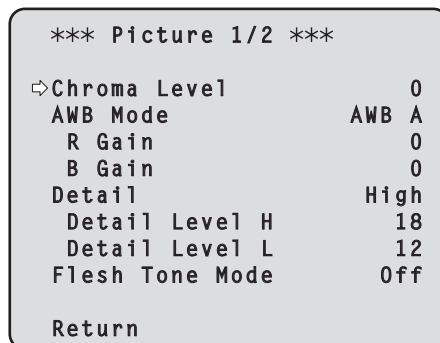 *** Picture 1/2 ***
⇨Chroma Level 0
AWB Mode AWB A
R Gain 0
B Gain 0
Detail High
Detail Level H 18
Detail Level L 12
Flesh Tone Mode Off
Return